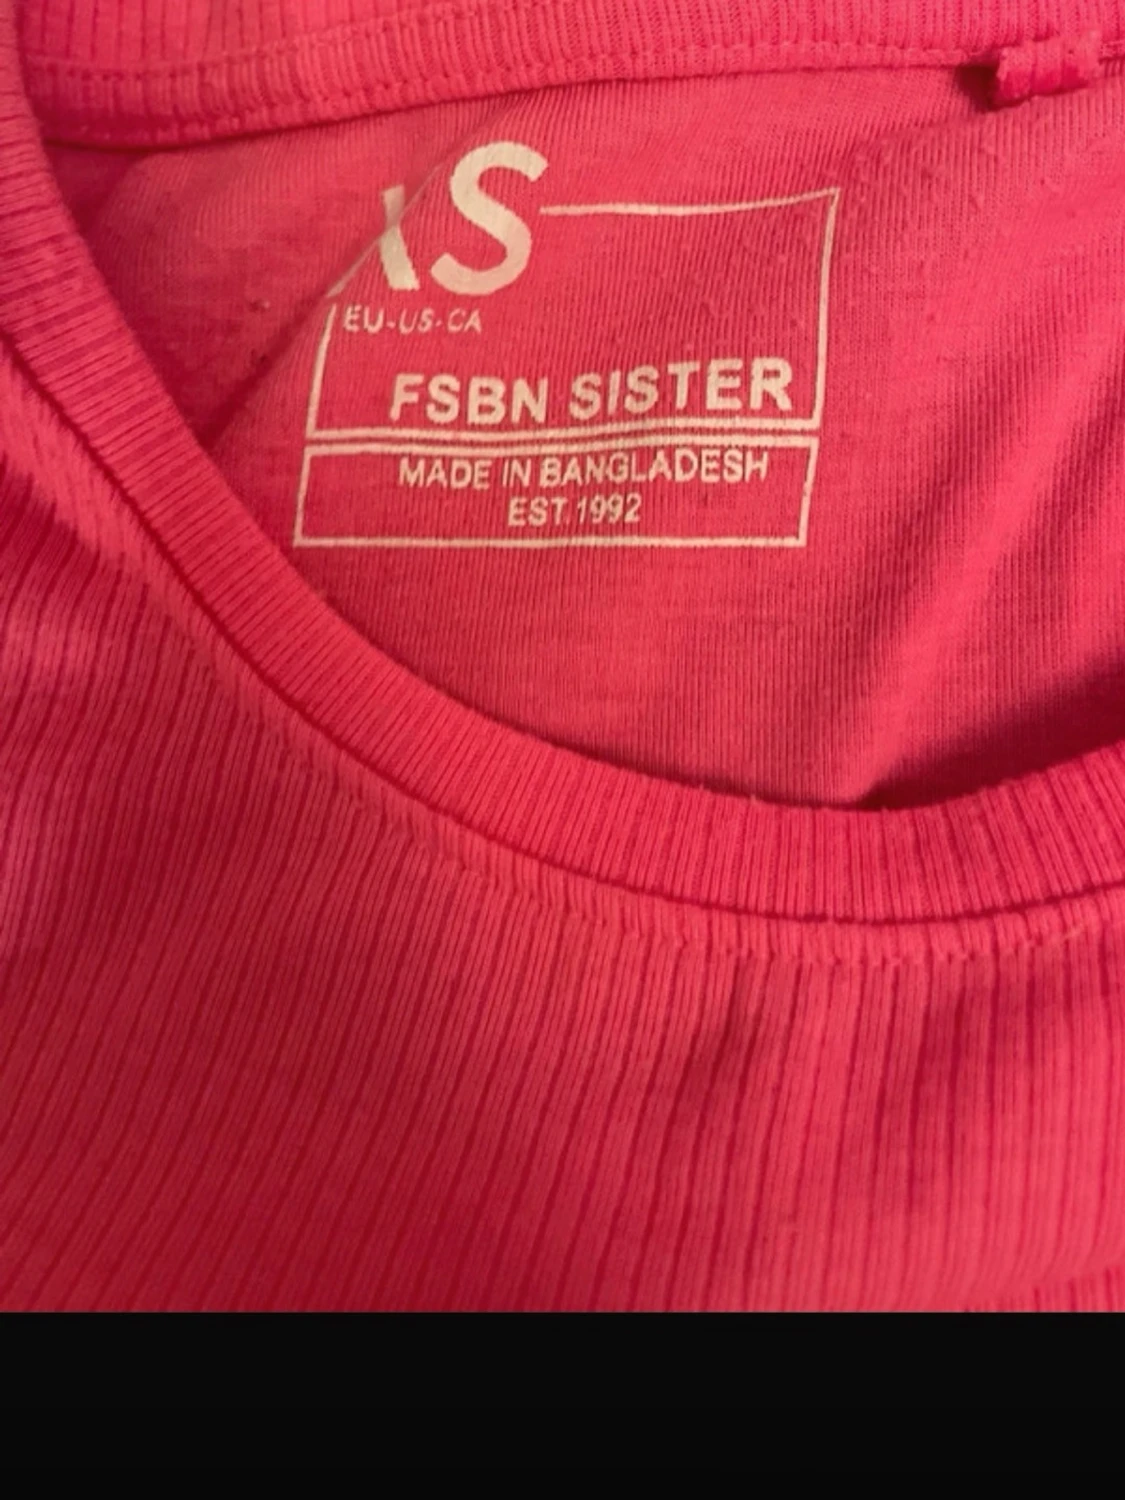 XS
EU-US-CA
FSBN SISTER
MADE IN BANGLADESH
EST. 1992